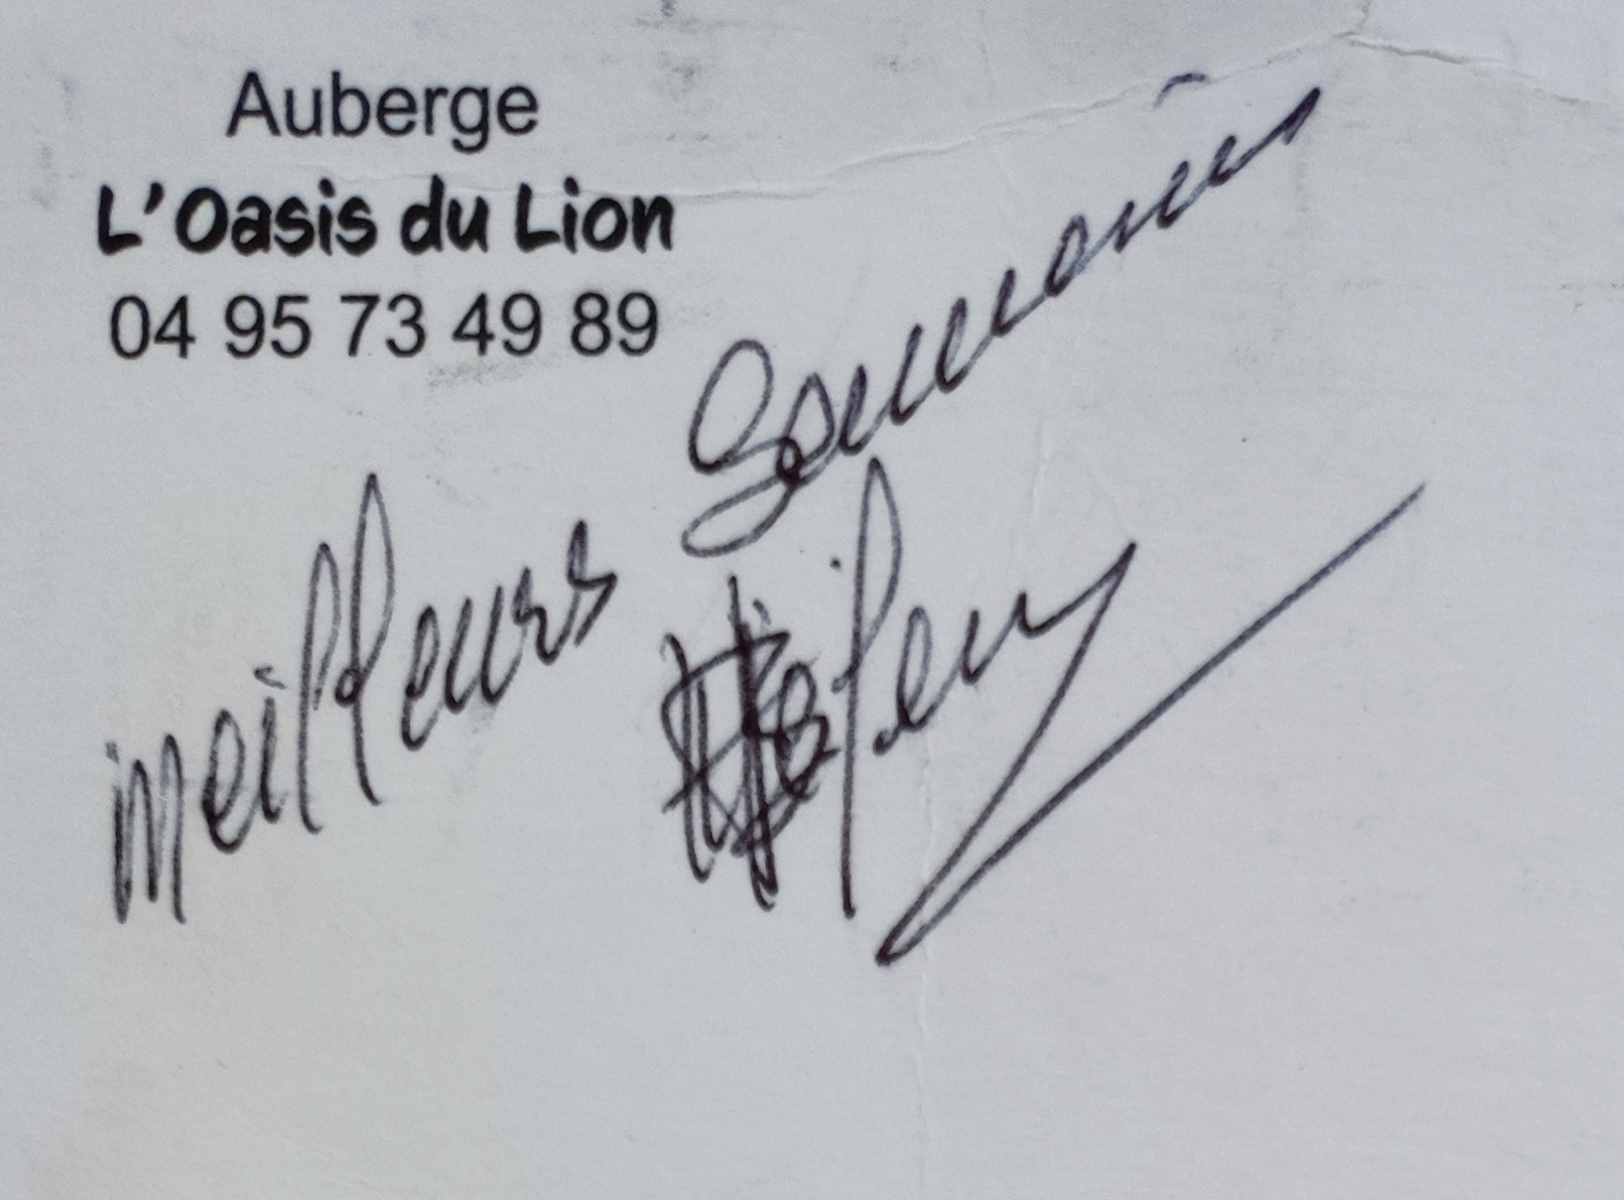 Auberge
L'Oasis du Lion
04 95 73 49 89
meilleurs Souvenirs